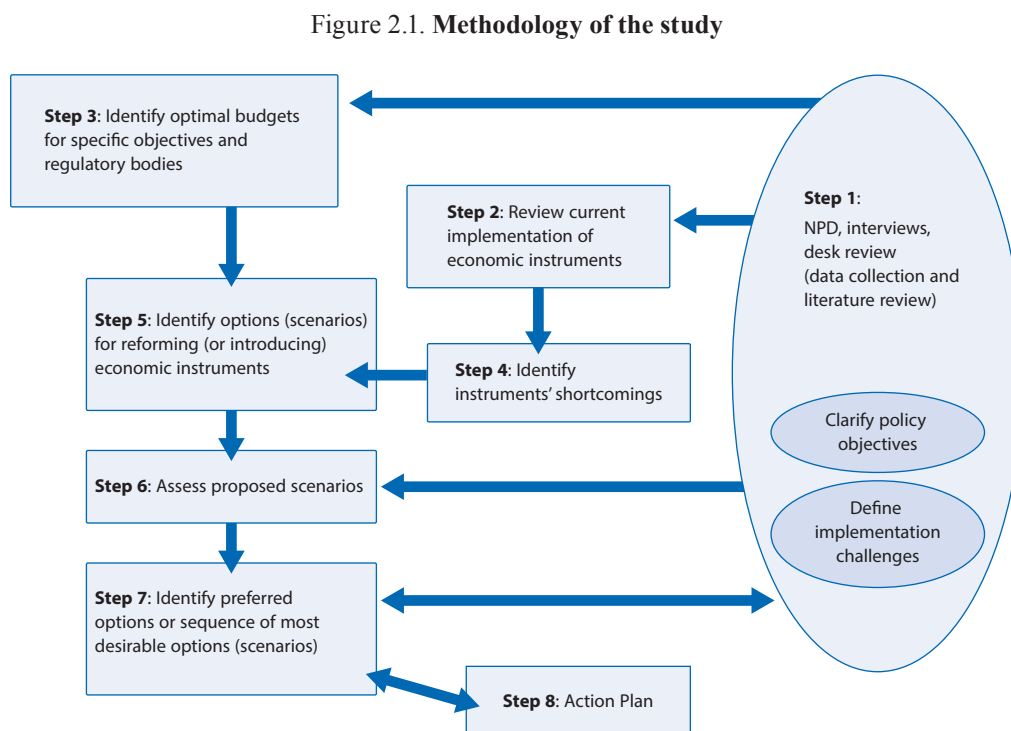 Figure 2.1. Methodology of the study
Step 3: Identify optimal budgets
for specific objectives and
regulatory bodies
Step 2: Review current
implementation of
economic instruments
Step 1:
NPD, interviews,
desk review
(data collection and
literature review)
Step 5: Identify options (scenarios)
for reforming (or introducing)
economic instruments
Step 4: Identify
instruments’ shortcomings
Clarify policy
objectives
Step 6: Assess proposed scenarios
Define
implementation
challenges
Step 7: Identify preferred
options or sequence of most
desirable options (scenarios)
Step 8: Action Plan